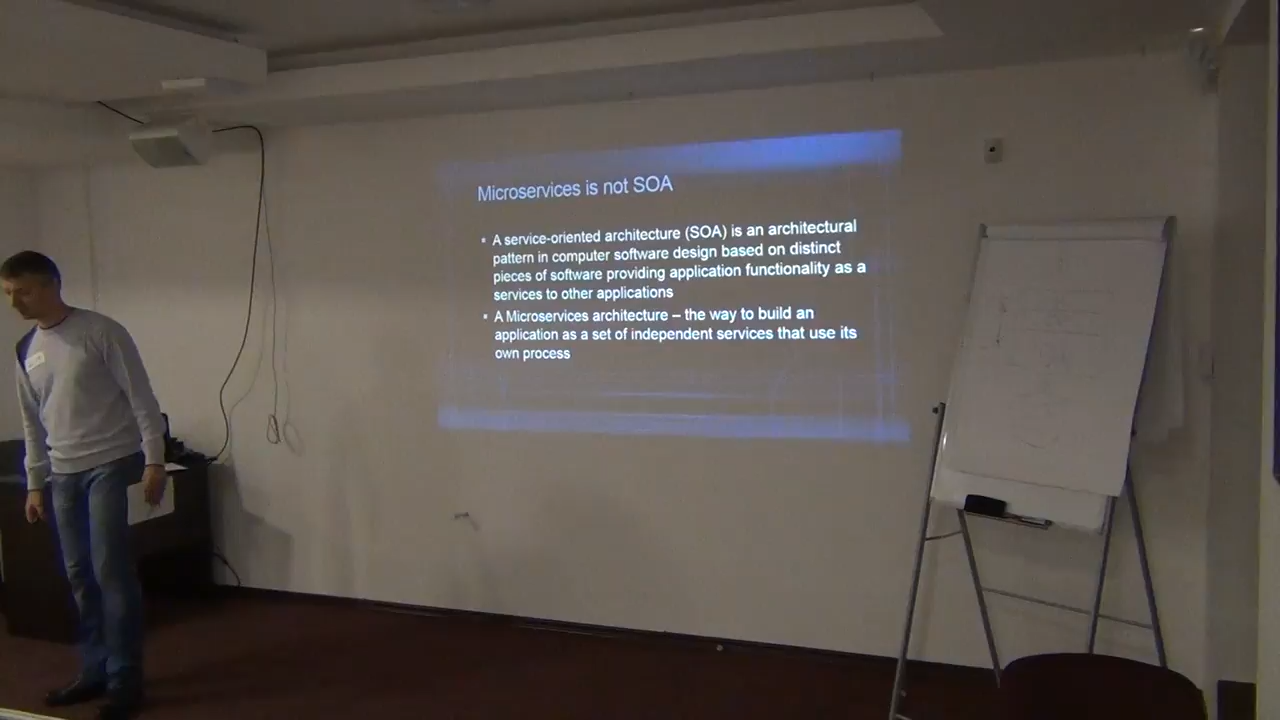 Microservices is not SOA
▪ A service-oriented architecture (SOA) is an architectural
pattern in computer software design based on distinct
pieces of software providing application functionality as a
services to other applications
▪ A Microservices architecture – the way to build an
application as a set of independent services that use its
own process